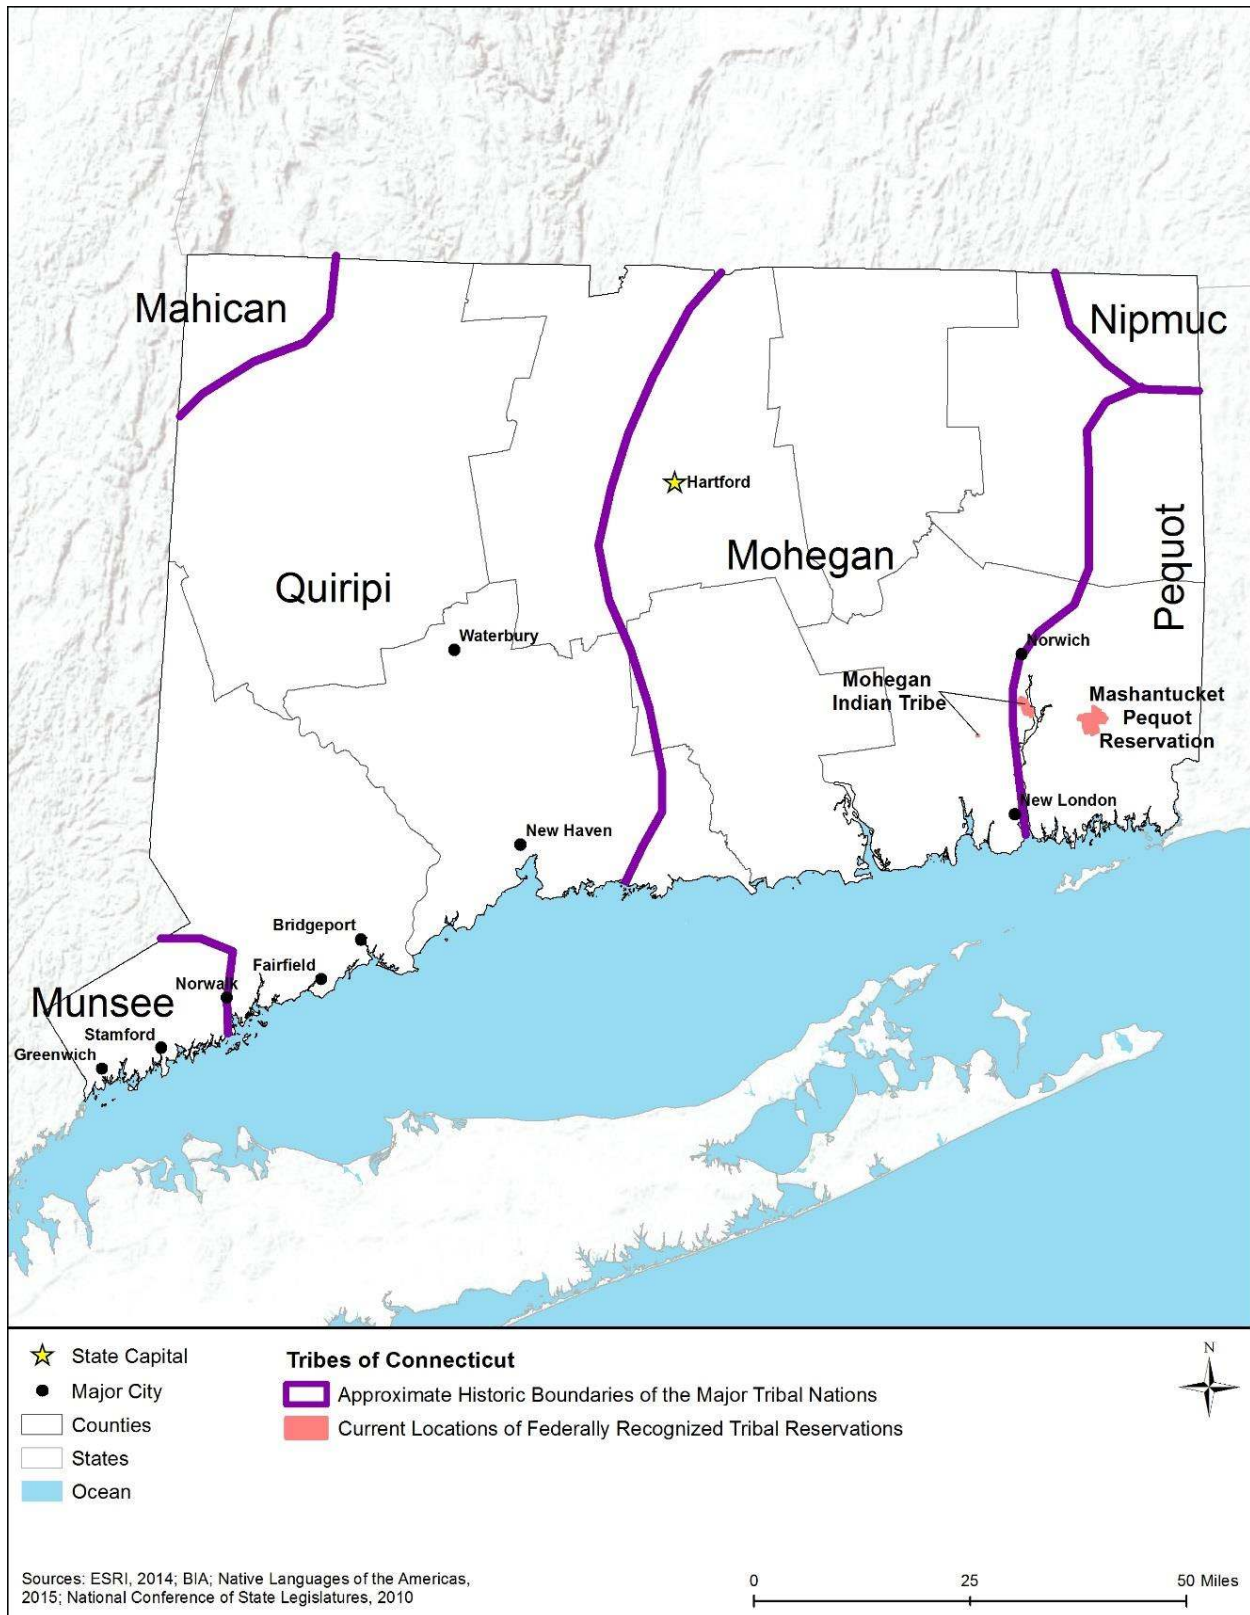 Mahican
Nipmuc
Hartford
Pequot
Mohegan
Quiripi
Waterbury
Norwich
Mohegan
Indian Tribe
Mashantucket
Pequot
Reservation
New London
New Haven
Bridgeport
Fairfield
Norwalk
Munsee
Stamford
Greenwich
State Capital
Major City
Counties
States
Ocean
Tribes of Connecticut
Approximate Historic Boundaries of the Major Tribal Nations
Current Locations of Federally Recognized Tribal Reservations
N
Sources: ESRI, 2014; BIA; Native Languages of the Americas,
2015; National Conference of State Legislatures, 2010
0 25 50 Miles